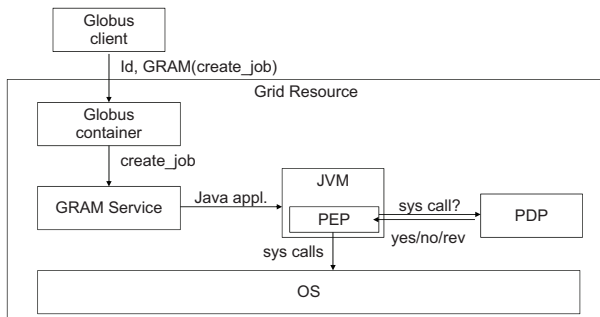 Globus
client
Id, GRAM(create_job)
Grid Resource
Globus
container
create_job
JVM
GRAM Service
Java appl.
sys call?
PEP
PDP
yes/no/rev
sys calls
OS